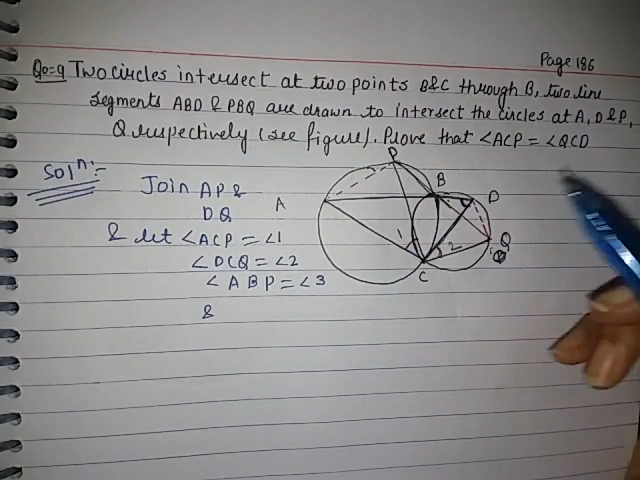 Page 186
Qo=9 Two circles intersect at two points B&C through B, two line
segments ABD & PBQ are drawn to intersect the circles at A, D & P,
Q respectively (see figure). Prove that ∠ACP = ∠QCD
Solⁿ:-
Join AP &
DQ
& let ∠ACP = ∠1
∠DCQ = ∠2
∠ABP = ∠3
&
P
B
D
A
Q
1
2
C